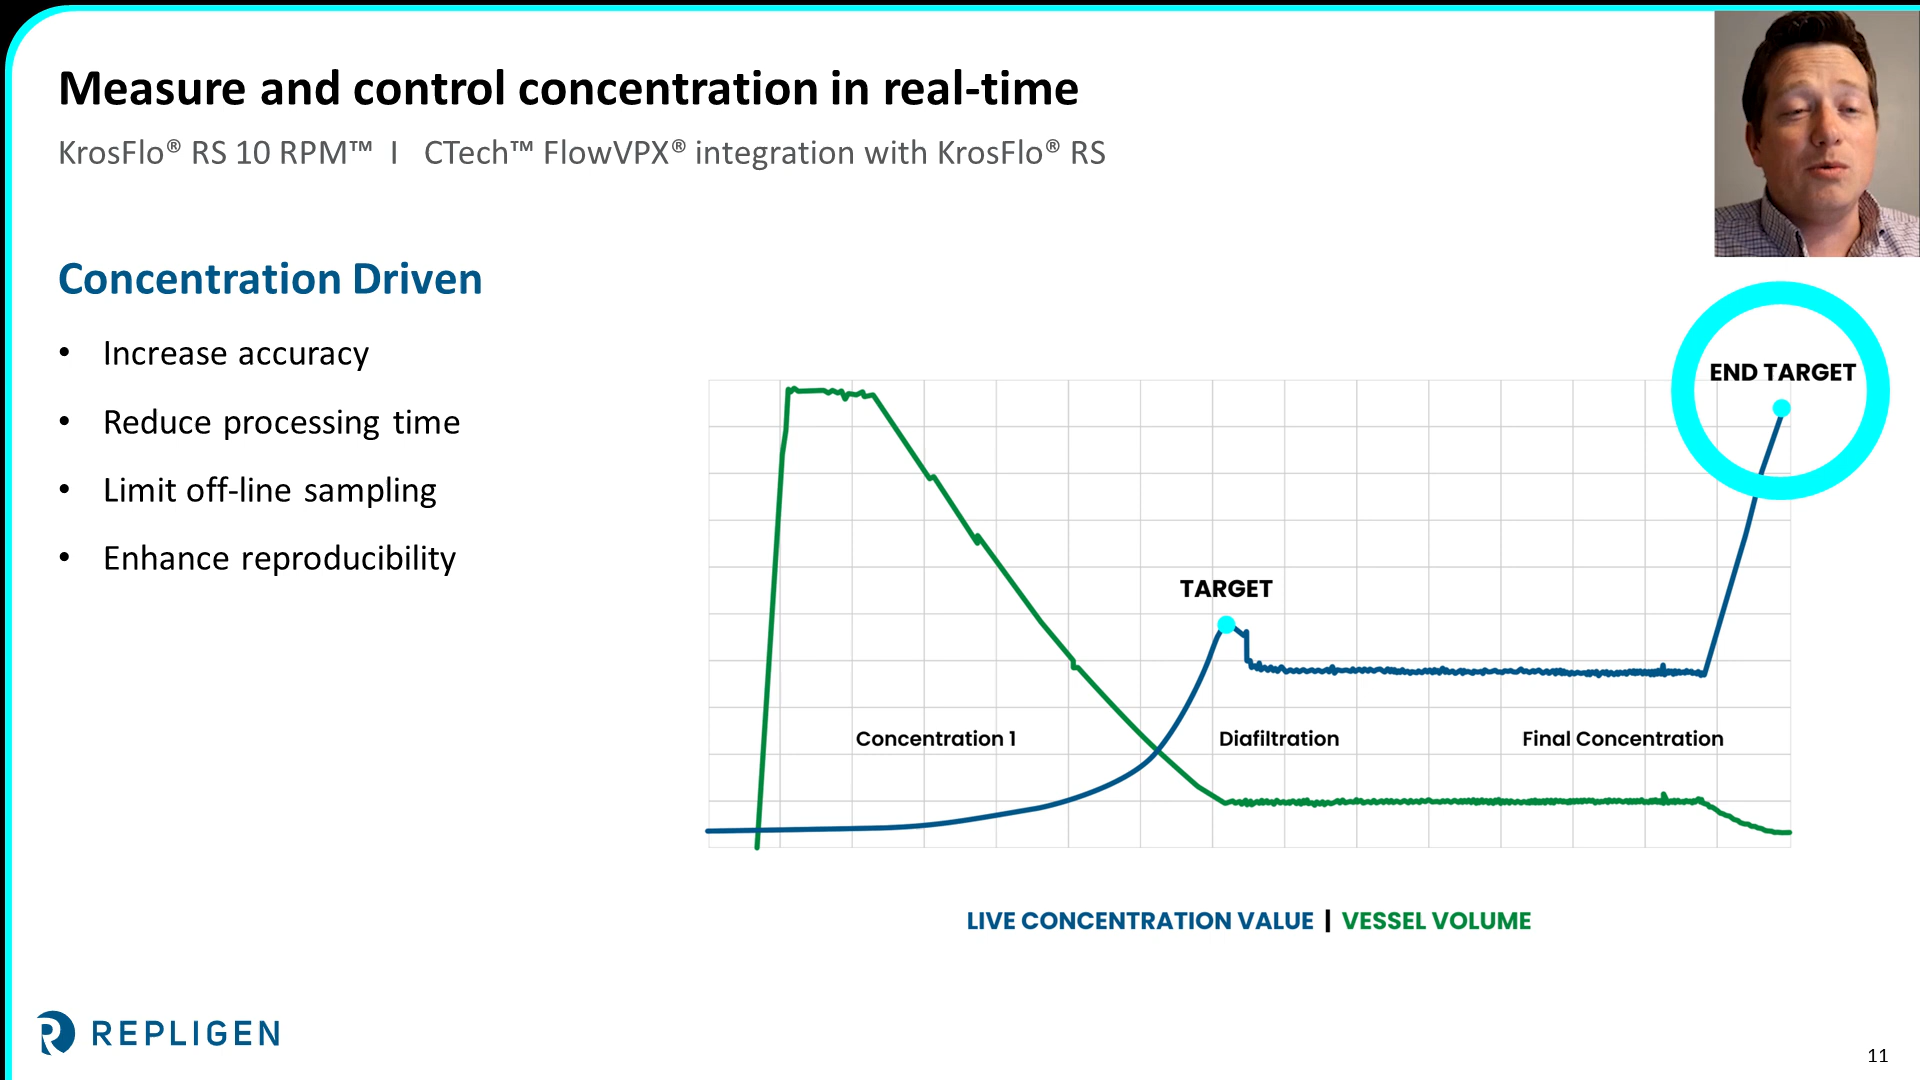 Measure and control concentration in real-time
KrosFlo® RS 10 RPM™ I CTech™ FlowVPX® integration with KrosFlo® RS
Concentration Driven
• Increase accuracy
• Reduce processing time
• Limit off-line sampling
• Enhance reproducibility
END TARGET
TARGET
Concentration 1
Diafiltration
Final Concentration
LIVE CONCENTRATION VALUE | VESSEL VOLUME
REPLIGEN
11